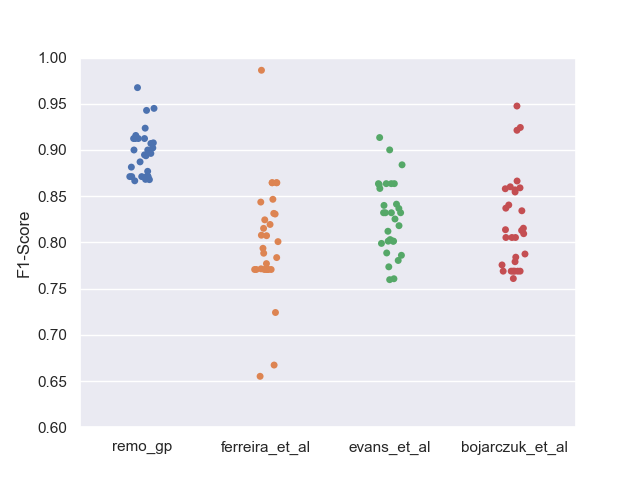 1.00
0.95
0.90
0.85
0.80
0.75
0.70
0.65
0.60
F1-Score
remo_gp
ferreira_et_al
evans_et_al
bojarczuk_et_al